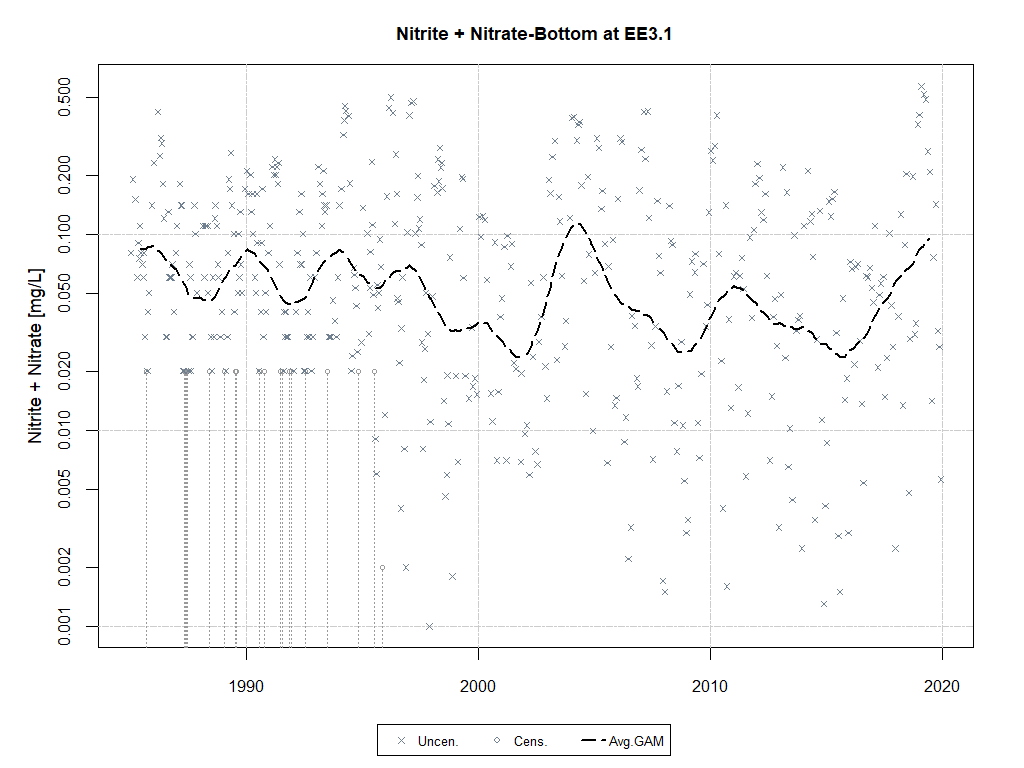 Nitrite + Nitrate-Bottom at EE3.1
Nitrite + Nitrate [mg/L]
0.500
0.200
0.100
0.050
0.020
0.010
0.005
0.002
0.001
1990 2000 2010 2020
Uncen. Cens. Avg.GAM